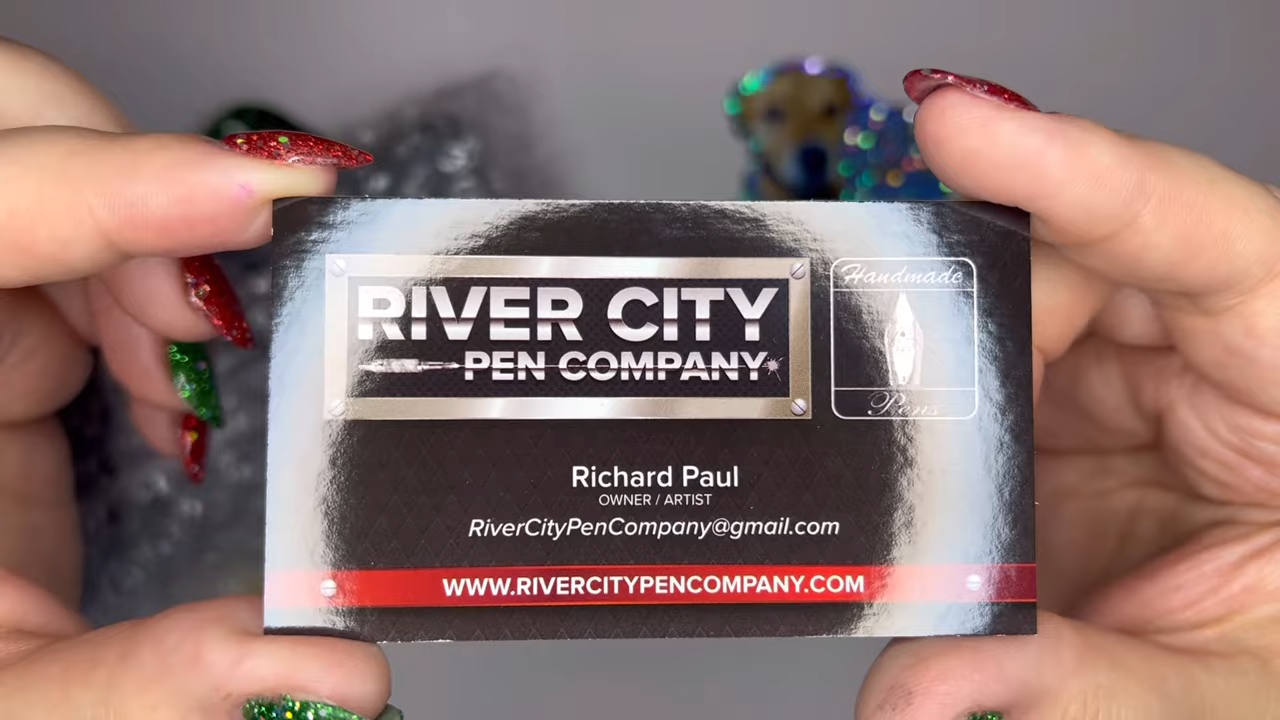 RIVER CITY
PEN COMPANY
Handmade
Pens
Richard Paul
OWNER / ARTIST
RiverCityPenCompany@gmail.com
WWW.RIVERCITYPENCOMPANY.COM